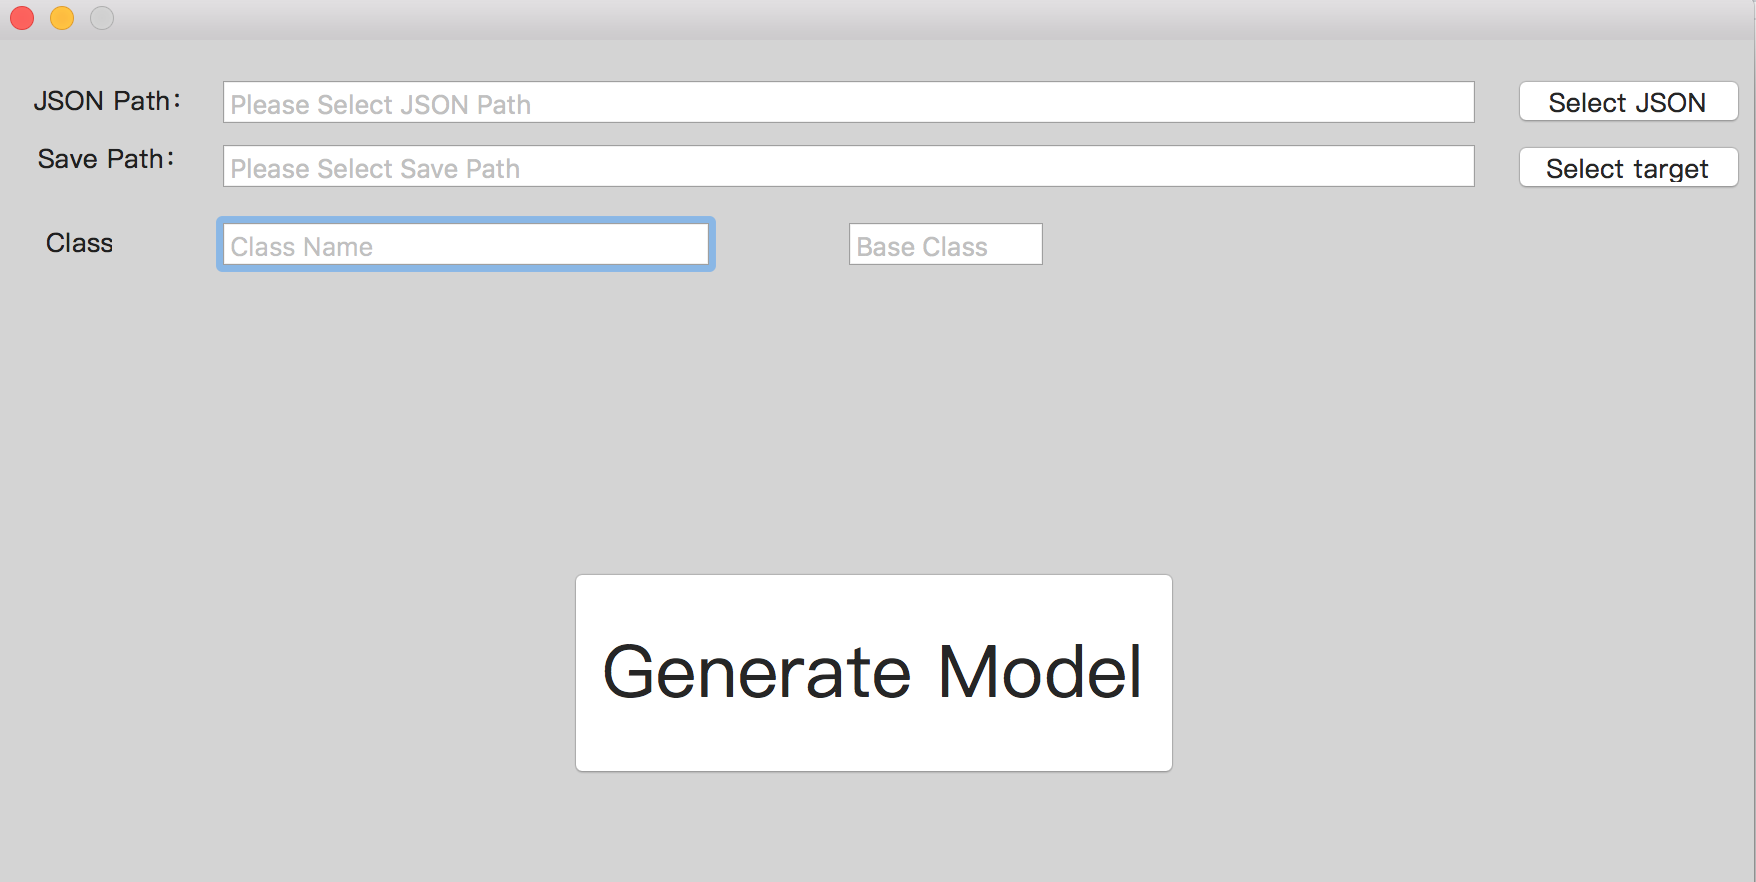 JSON Path: Please Select JSON Path Select JSON
Save Path: Please Select Save Path Select target
Class Class Name Base Class
Generate Model